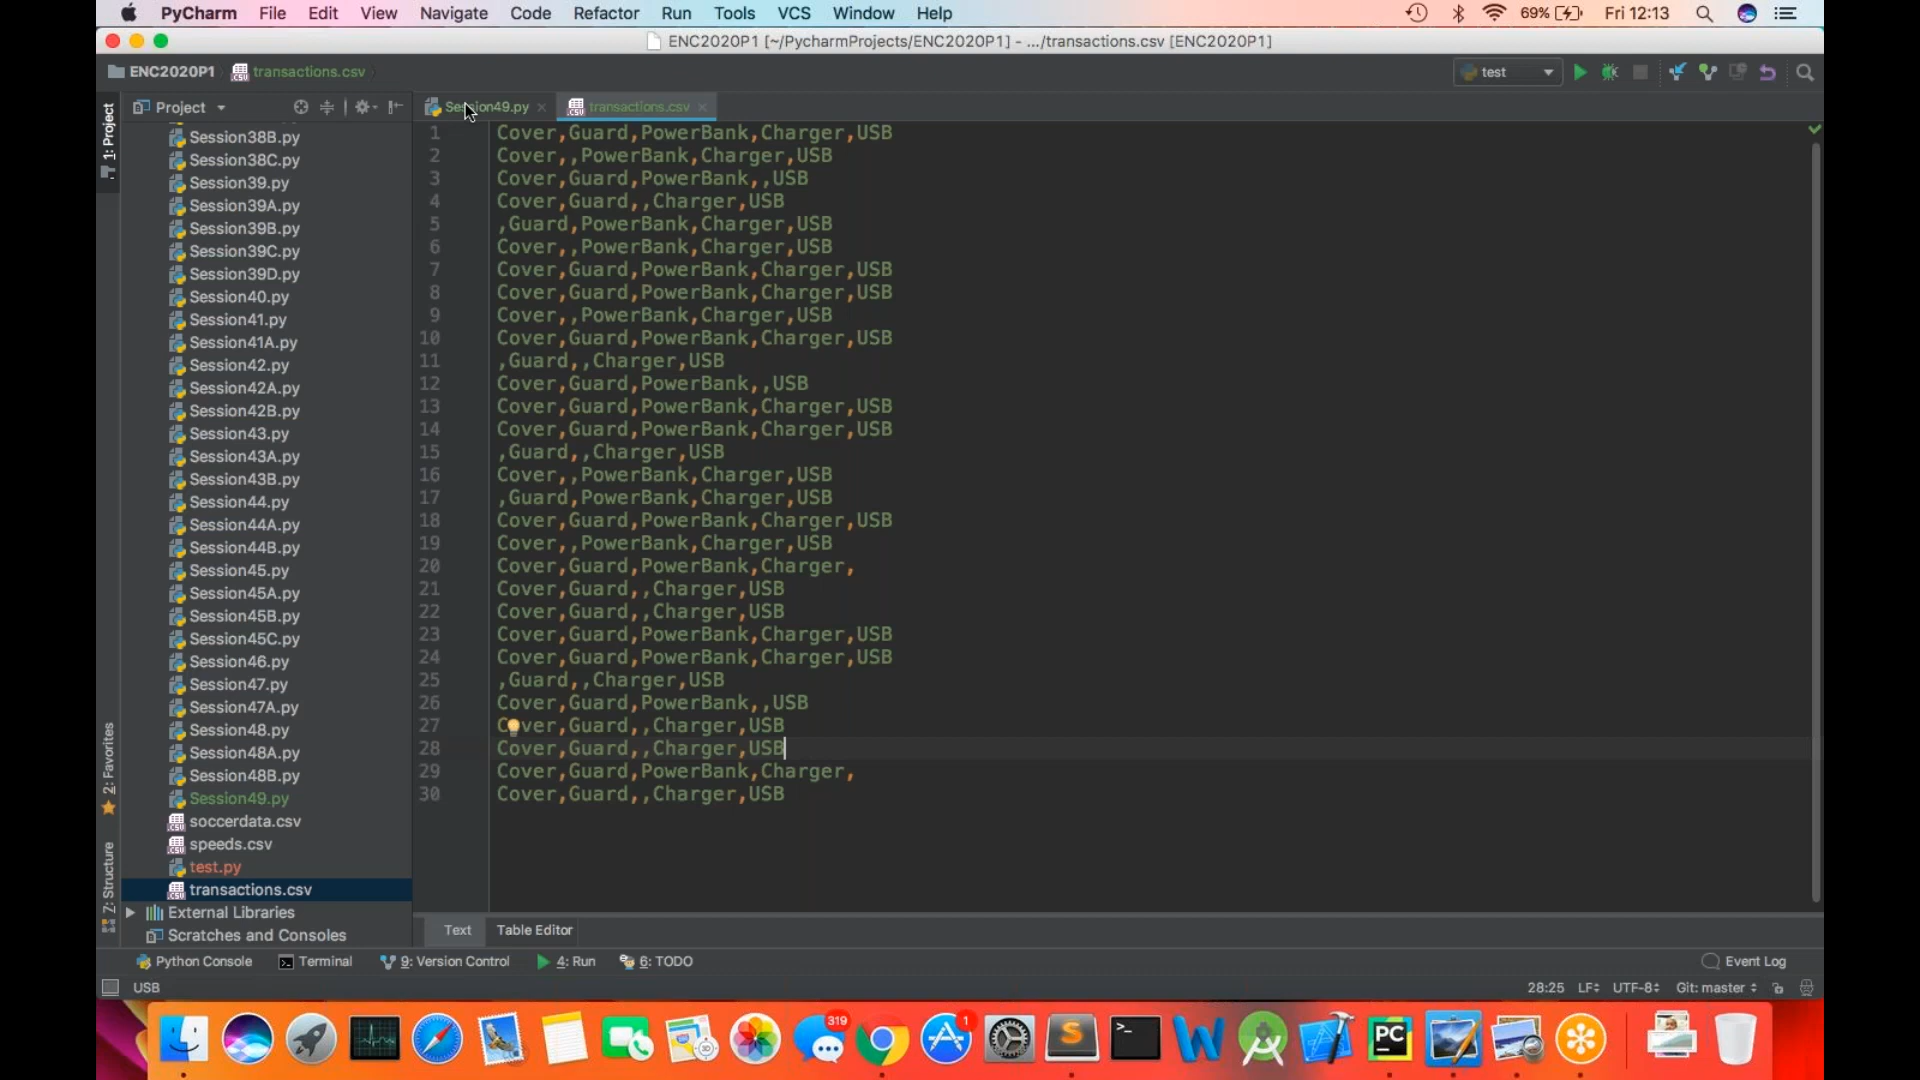 PyCharm File Edit View Navigate Code Refactor Run Tools VCS Window Help 69% Fri 12:13
ENC2020P1 [~/PycharmProjects/ENC2020P1] - .../transactions.csv [ENC2020P1]
ENC2020P1 transactions.csv test
1: Project
Project
Session49.py transactions.csv
Session38B.py
Session38C.py
Session39.py
Session39A.py
Session39B.py
Session39C.py
Session39D.py
Session40.py
Session41.py
Session41A.py
Session42.py
Session42A.py
Session42B.py
Session43.py
Session43A.py
Session43B.py
Session44.py
Session44A.py
Session44B.py
Session45.py
Session45A.py
Session45B.py
Session45C.py
Session46.py
Session47.py
Session47A.py
Session48.py
Session48A.py
Session48B.py
Session49.py
soccerdata.csv
speeds.csv
test.py
transactions.csv
External Libraries
Scratches and Consoles
2: Favorites
Z: Structure
1 Cover,Guard,PowerBank,Charger,USB
2 Cover,,PowerBank,Charger,USB
3 Cover,Guard,PowerBank,,USB
4 Cover,Guard,,Charger,USB
5 ,Guard,PowerBank,Charger,USB
6 Cover,,PowerBank,Charger,USB
7 Cover,Guard,PowerBank,Charger,USB
8 Cover,Guard,PowerBank,Charger,USB
9 Cover,,PowerBank,Charger,USB
10 Cover,Guard,PowerBank,Charger,USB
11 ,Guard,,Charger,USB
12 Cover,Guard,PowerBank,,USB
13 Cover,Guard,PowerBank,Charger,USB
14 Cover,Guard,PowerBank,Charger,USB
15 ,Guard,,Charger,USB
16 Cover,,PowerBank,Charger,USB
17 ,Guard,PowerBank,Charger,USB
18 Cover,Guard,PowerBank,Charger,USB
19 Cover,,PowerBank,Charger,USB
20 Cover,Guard,PowerBank,Charger,
21 Cover,Guard,,Charger,USB
22 Cover,Guard,,Charger,USB
23 Cover,Guard,PowerBank,Charger,USB
24 Cover,Guard,PowerBank,Charger,USB
25 ,Guard,,Charger,USB
26 Cover,Guard,PowerBank,,USB
27 Cover,Guard,,Charger,USB
28 Cover,Guard,,Charger,USB
29 Cover,Guard,PowerBank,Charger,
30 Cover,Guard,,Charger,USB
Text Table Editor
Python Console Terminal 9: Version Control 4: Run 6: TODO Event Log
USB 28:25 LF UTF-8 Git: master
319 1 PC